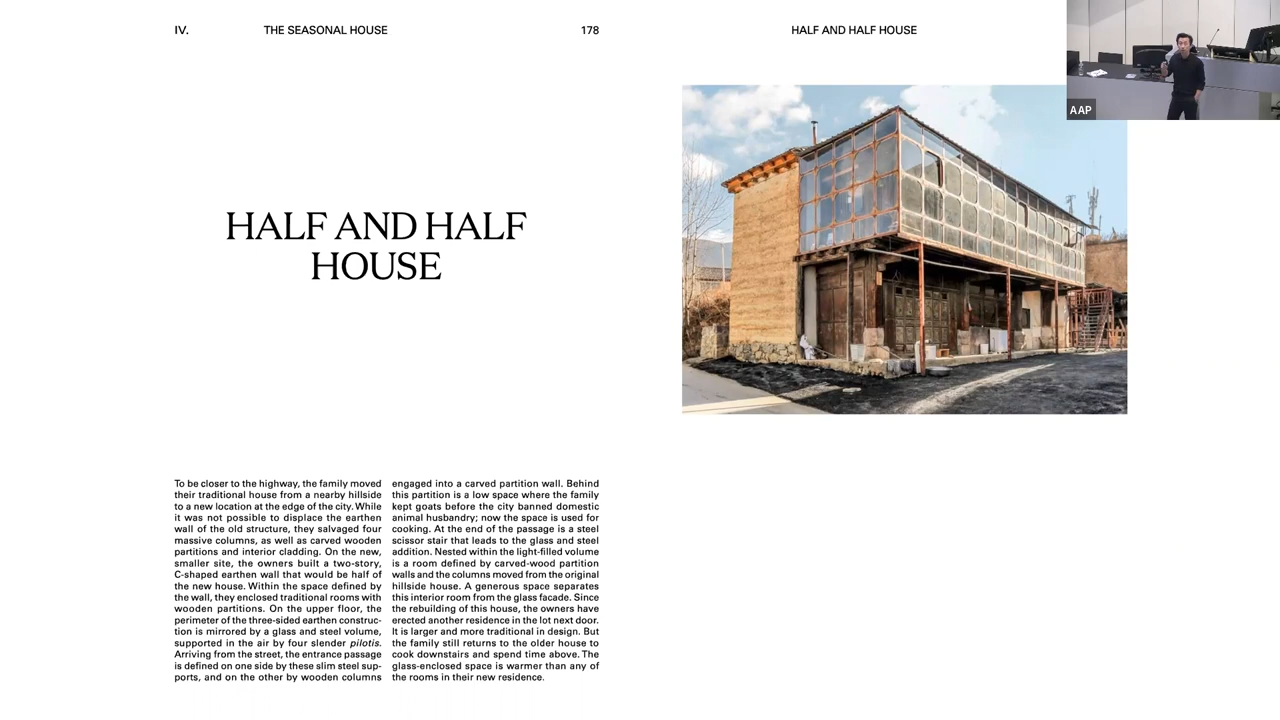 IV.
THE SEASONAL HOUSE
178
HALF AND HALF HOUSE
AAP
HALF AND HALF
HOUSE
To be closer to the highway, the family moved
their traditional house from a nearby hillside
to a new location at the edge of the city. While
it was not possible to displace the earthen
wall of the old structure, they salvaged four
massive columns, as well as carved wooden
partitions and interior cladding. On the new,
smaller site, the owners built a two-story,
C-shaped earthen wall that would be half of
the new house. Within the space defined by
the wall, they enclosed traditional rooms with
wooden partitions. On the upper floor, the
perimeter of the three-sided earthen construc-
tion is mirrored by a glass and steel volume,
supported in the air by four slender pilotis.
Arriving from the street, the entrance passage
is defined on one side by these slim steel sup-
ports, and on the other by wooden columns
engaged into a carved partition wall. Behind
this partition is a low space where the family
kept goats before the city banned domestic
animal husbandry; now the space is used for
cooking. At the end of the passage is a steel
scissor stair that leads to the glass and steel
addition. Nested within the light-filled volume
is a room defined by carved-wood partition
walls and the columns moved from the original
hillside house. A generous space separates
this interior room from the glass facade. Since
the rebuilding of this house, the owners have
erected another residence in the lot next door.
It is larger and more traditional in design. But
the family still returns to the older house to
cook downstairs and spend time above. The
glass-enclosed space is warmer than any of
the rooms in their new residence.